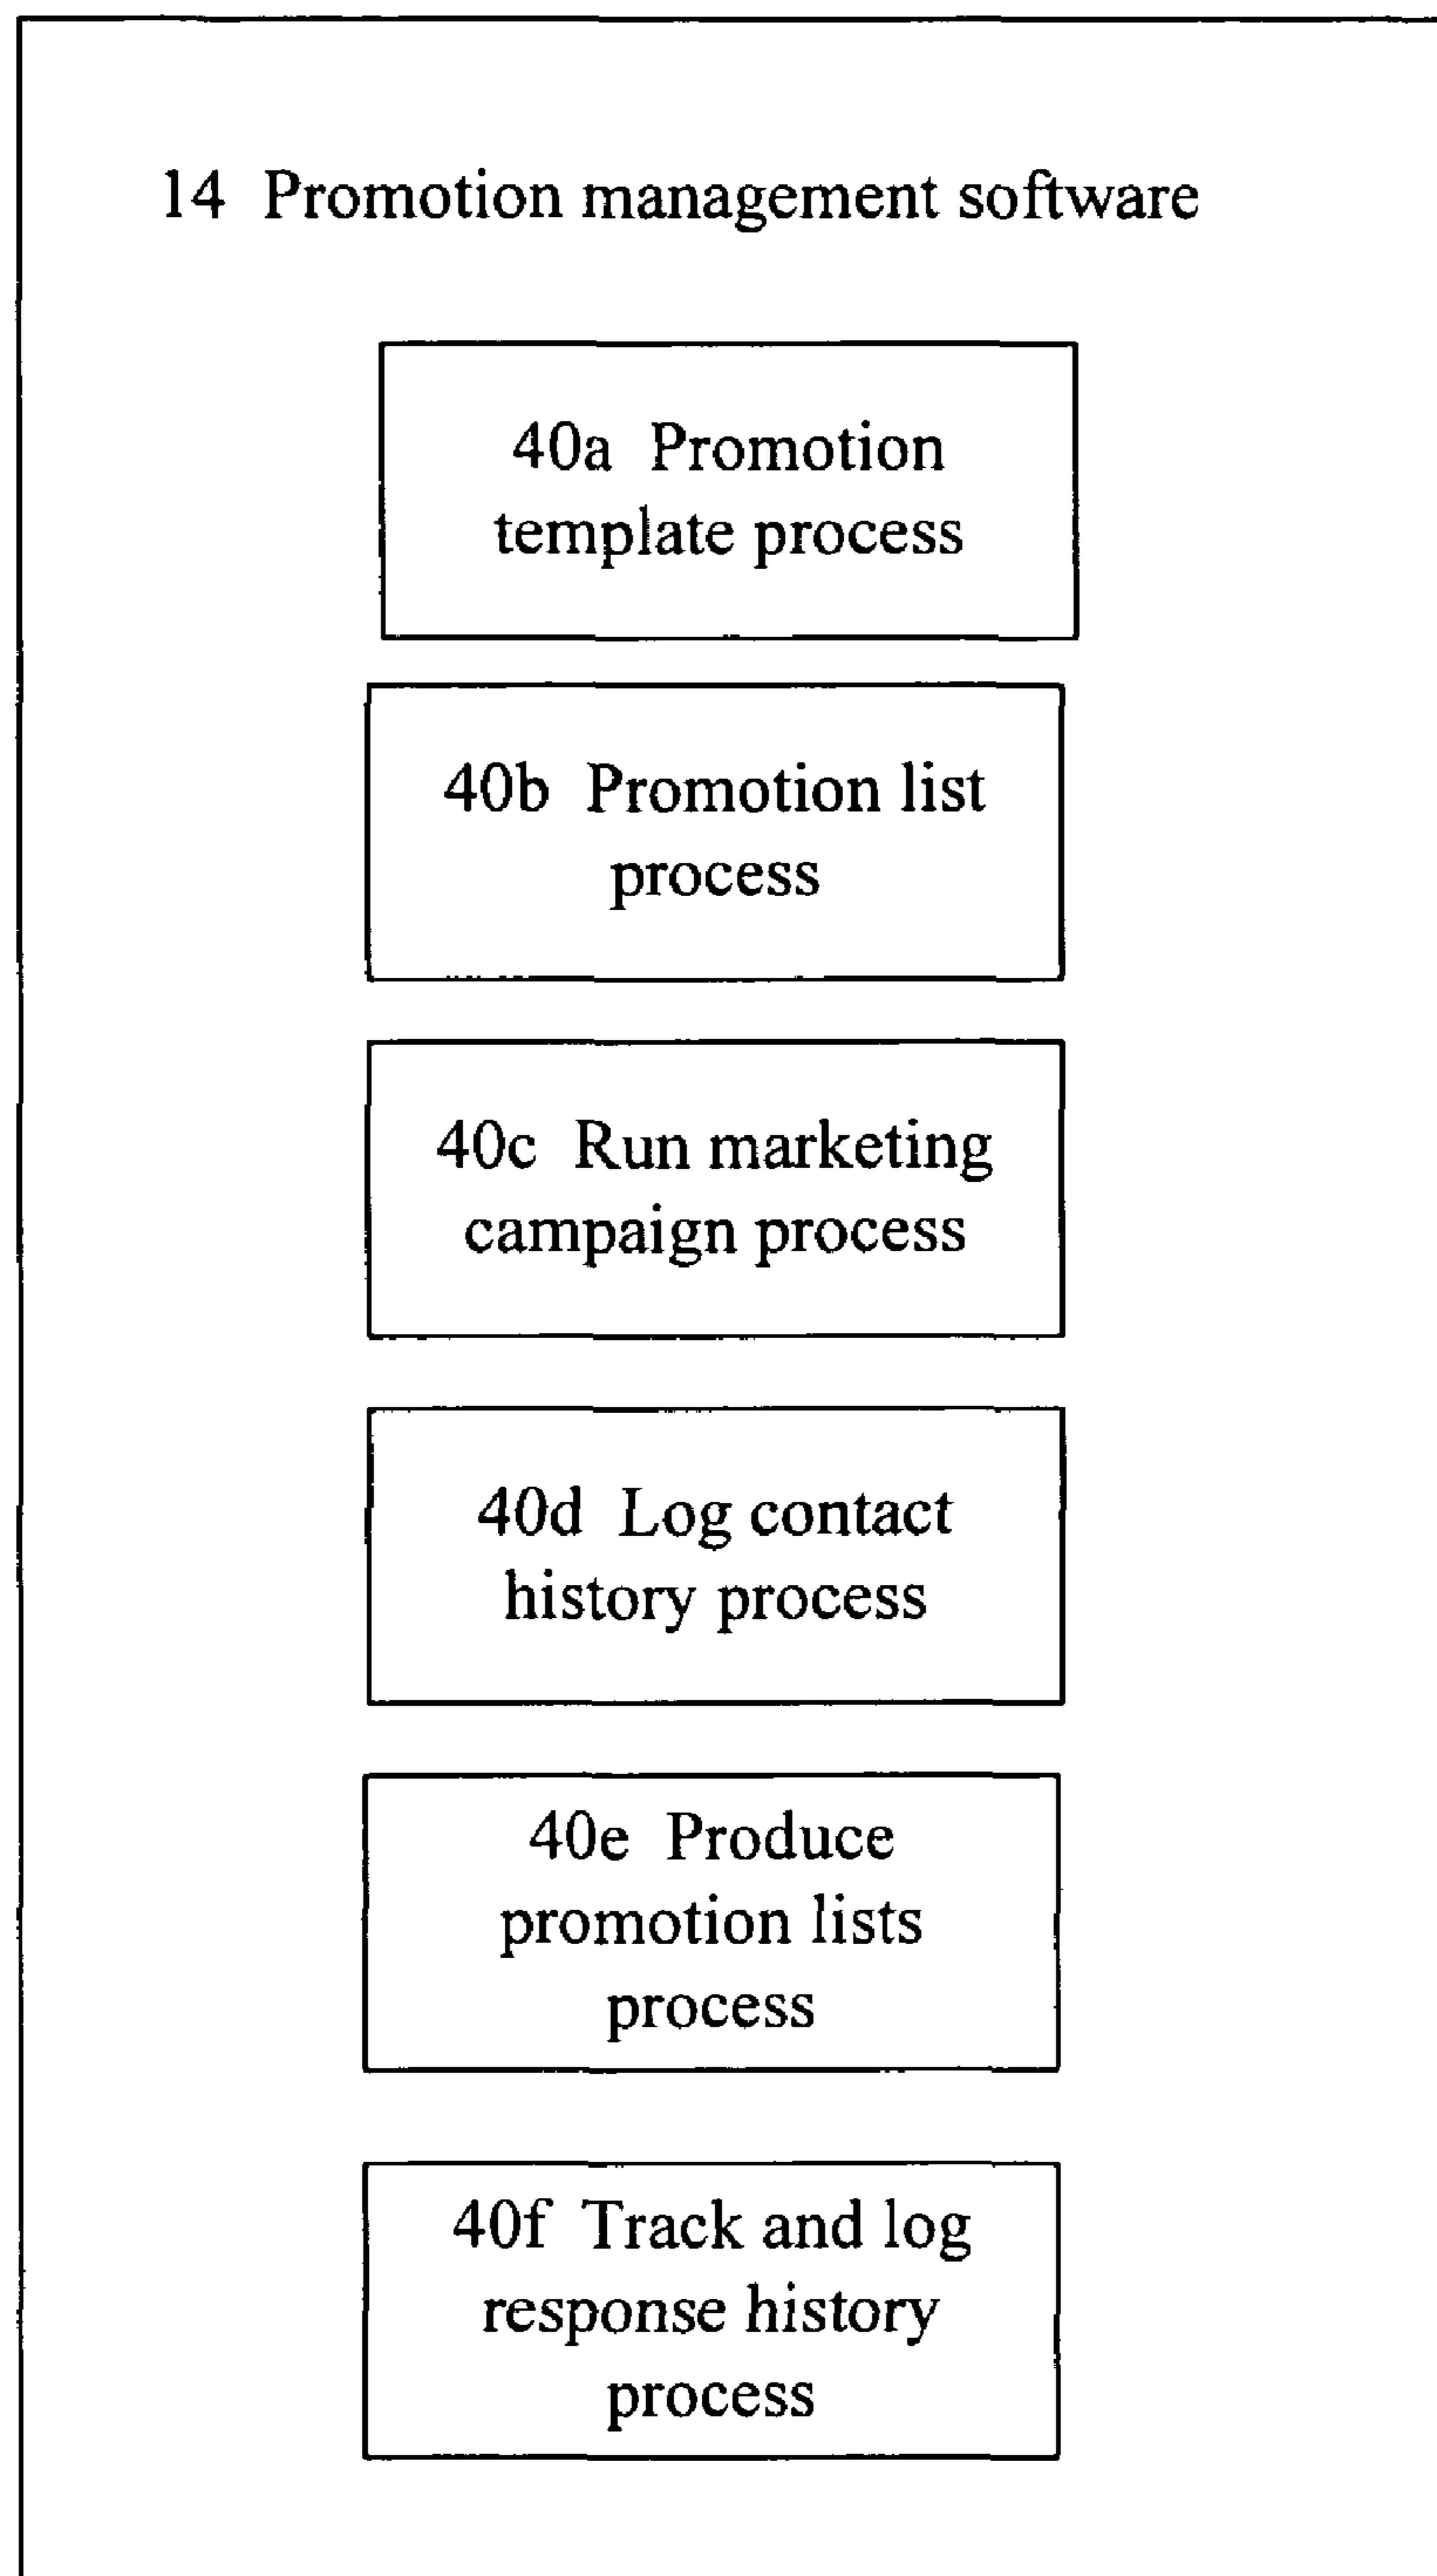 14 Promotion management software
40a Promotion
template process
40b Promotion list
process
40c Run marketing
campaign process
40d Log contact
history process
40e Produce
promotion lists
process
40f Track and log
response history
process